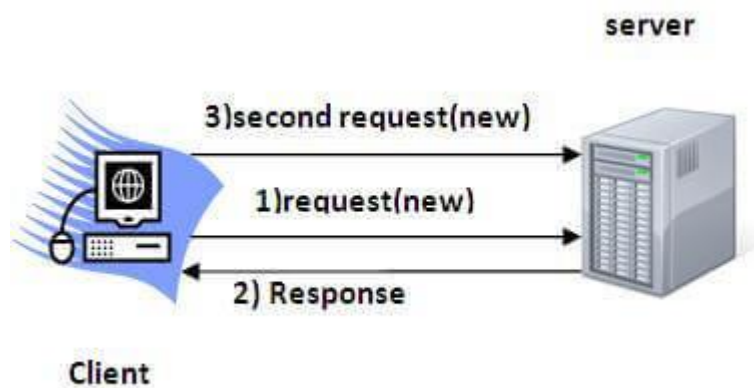 server
3)second request(new)
1)request(new)
2) Response
Client